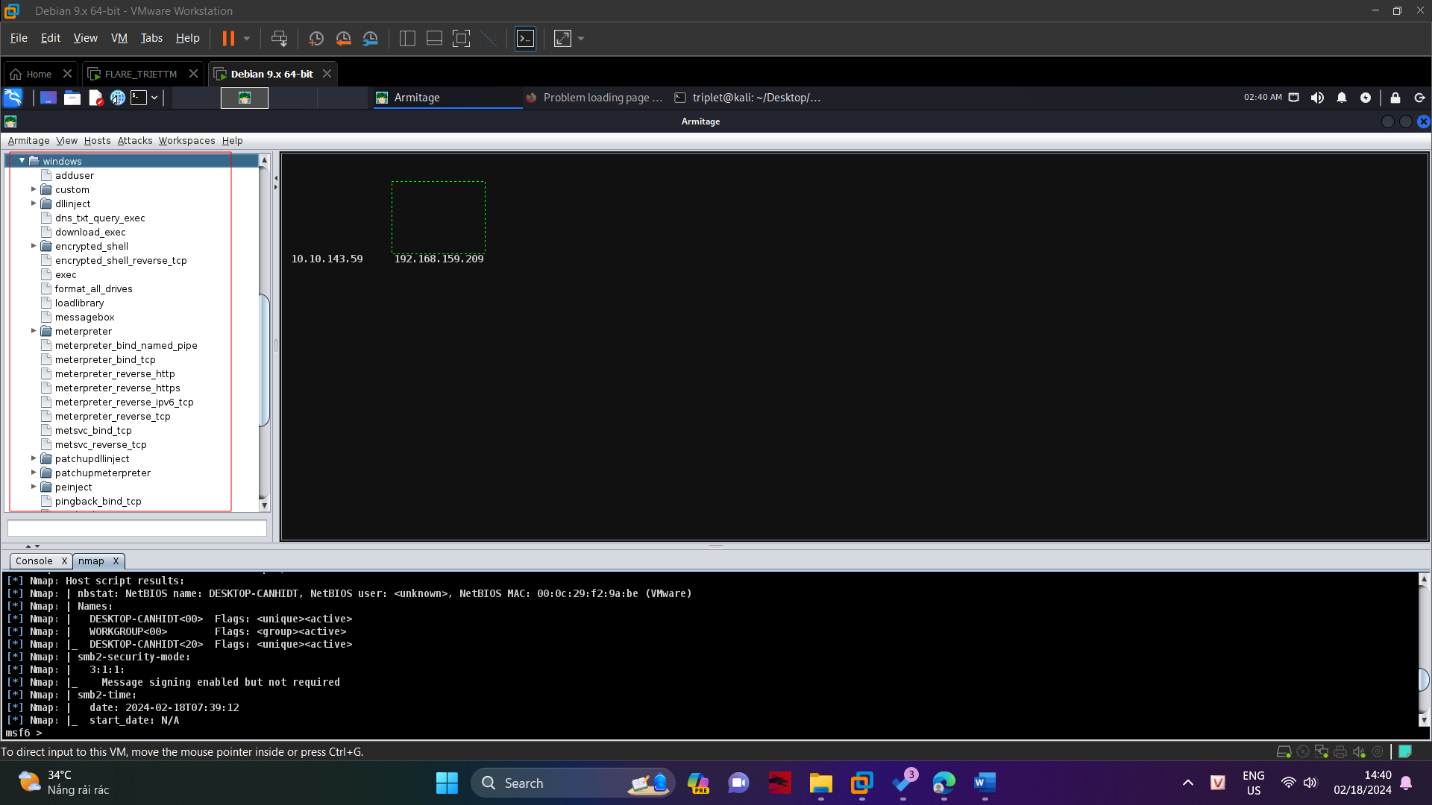 Debian 9.x 64-bit - VMware Workstation
File Edit View VM Tabs Help
Home X FLARE_TRIETTM X Debian 9.x 64-bit X
Armitage Problem loading page ... triplet@kali: ~/Desktop/... 02:40 AM
Armitage
Armitage View Hosts Attacks Workspaces Help
windows
adduser
custom
dllinject
dns_txt_query_exec
download_exec
encrypted_shell
encrypted_shell_reverse_tcp
exec
format_all_drives
loadlibrary
messagebox
meterpreter
meterpreter_bind_named_pipe
meterpreter_bind_tcp
meterpreter_reverse_http
meterpreter_reverse_https
meterpreter_reverse_ipv6_tcp
meterpreter_reverse_tcp
metsvc_bind_tcp
metsvc_reverse_tcp
patchupdllinject
patchupmeterpreter
peinject
pingback_bind_tcp
10.10.143.59 192.168.159.209
Console X nmap X
[*] Nmap: Host script results:
[*] Nmap: | nbstat: NetBIOS name: DESKTOP-CANHIDT, NetBIOS user: <unknown>, NetBIOS MAC: 00:0c:29:f2:9a:be (VMware)
[*] Nmap: | Names:
[*] Nmap: |   DESKTOP-CANHIDT<00>  Flags: <unique><active>
[*] Nmap: |   WORKGROUP<00>        Flags: <group><active>
[*] Nmap: |_  DESKTOP-CANHIDT<20>  Flags: <unique><active>
[*] Nmap: | smb2-security-mode:
[*] Nmap: |   3:1:1:
[*] Nmap: |_    Message signing enabled but not required
[*] Nmap: | smb2-time:
[*] Nmap: |   date: 2024-02-18T07:39:12
[*] Nmap: |_  start_date: N/A
msf6 >
To direct input to this VM, move the mouse pointer inside or press Ctrl+G.
34°C
Nắng rải rác
Search
PRE
3
V
ENG
US
14:40
02/18/2024